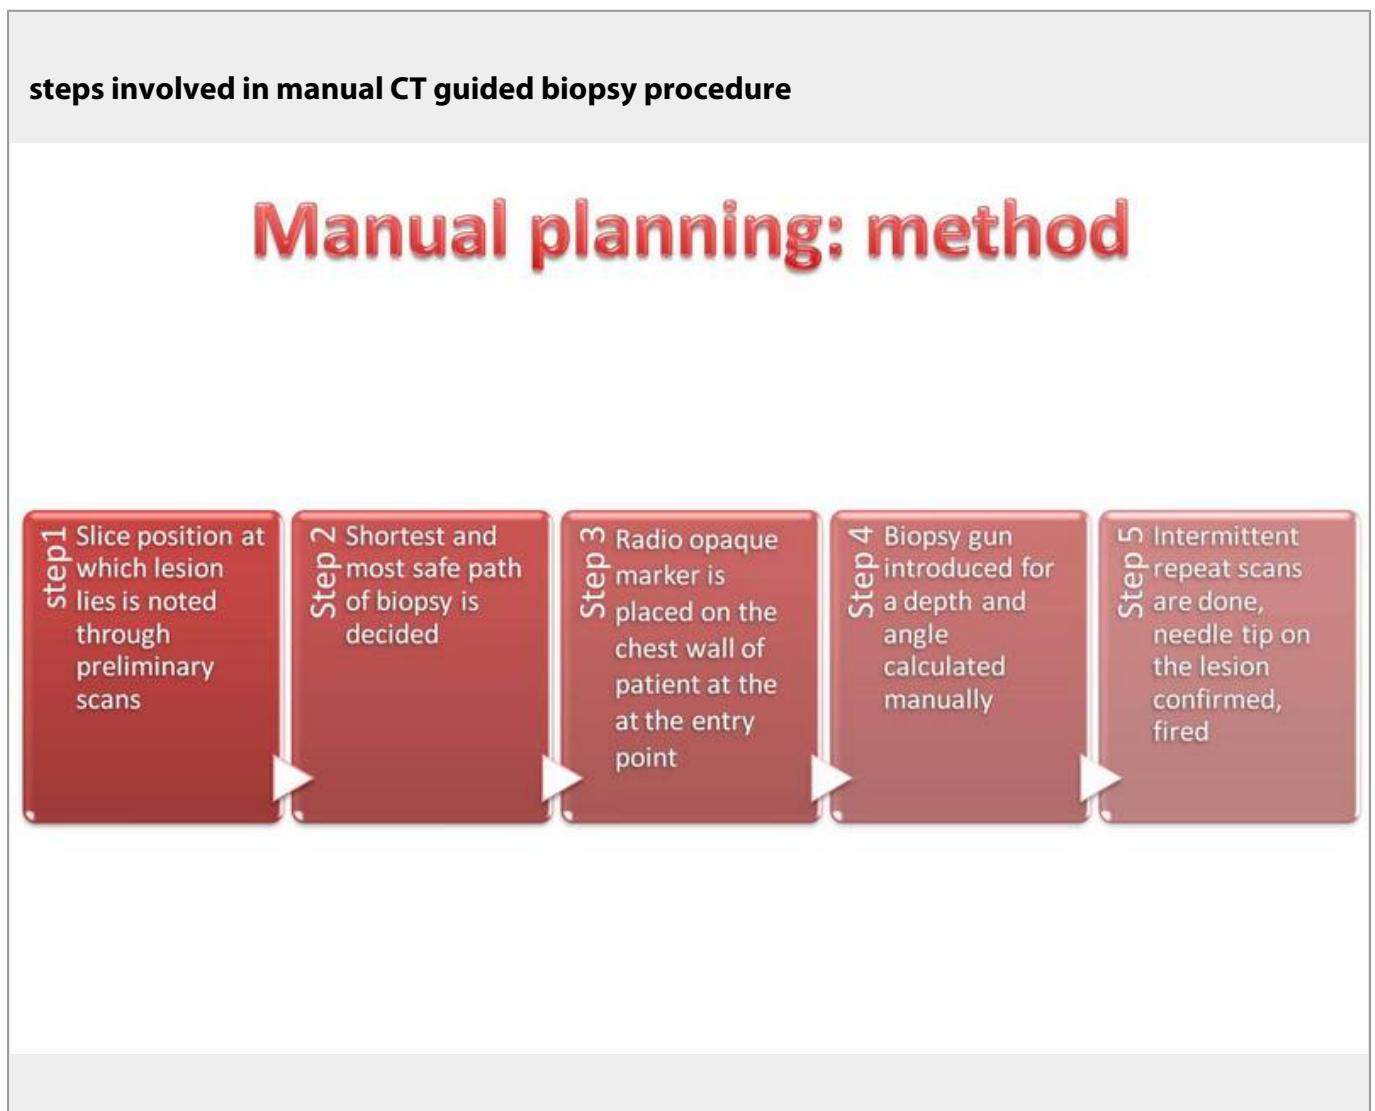 steps involved in manual CT guided biopsy procedure
Manual planning: method
step1
Slice position at
which lesion
lies is noted
through
preliminary
scans
Step 2
Shortest and
most safe path
of biopsy is
decided
Step 3
Radio opaque
marker is
placed on the
chest wall of
patient at the
at the entry
point
Step 4
Biopsy gun
introduced for
a depth and
angle
calculated
manually
Step 5
Intermittent
repeat scans
are done,
needle tip on
the lesion
confirmed,
fired